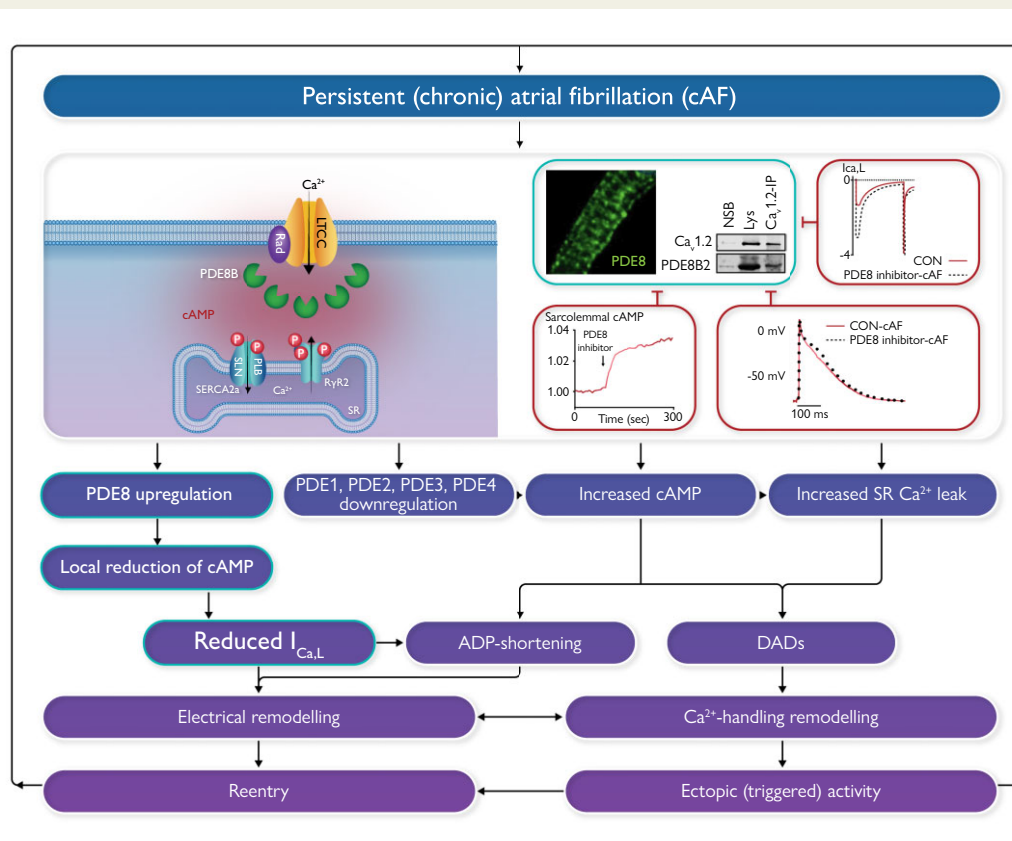 Persistent (chronic) atrial fibrillation (cAF)
Ca²⁺
LTCC
Rad
PDE8B
cAMP
P
P
P
P
P
SLN
PLB
SERCA2a
Ca²⁺
RyR2
SR
PDE8
NSB
Lys
Caᵥ1.2-IP
Caᵥ1.2
PDE8B2
Ica,L
0
-4
CON
PDE8 inhibitor-cAF
Sarcolemmal cAMP
1.04
PDE8
inhibitor
1.02
1.00
0
Time (sec)
300
0 mV
-50 mV
CON-cAF
PDE8 inhibitor-cAF
100 ms
PDE8 upregulation
PDE1, PDE2, PDE3, PDE4
downregulation
Increased cAMP
Increased SR Ca²⁺ leak
Local reduction of cAMP
Reduced I Ca,L
ADP-shortening
DADs
Electrical remodelling
Ca²⁺-handling remodelling
Reentry
Ectopic (triggered) activity